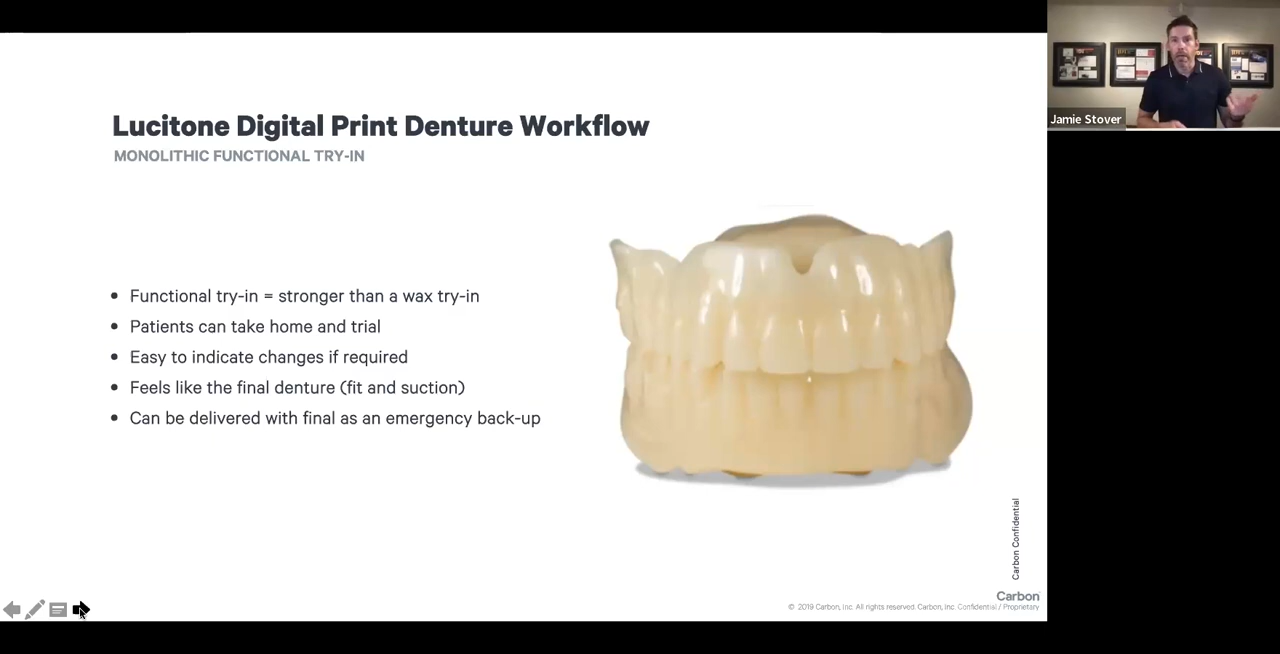 Lucitone Digital Print Denture Workflow
MONOLITHIC FUNCTIONAL TRY-IN
• Functional try-in = stronger than a wax try-in
• Patients can take home and trial
• Easy to indicate changes if required
• Feels like the final denture (fit and suction)
• Can be delivered with final as an emergency back-up
Carbon Confidential
Carbon
© 2019 Carbon, Inc. All rights reserved. Carbon, Inc. Confidential / Proprietary
Jamie Stover